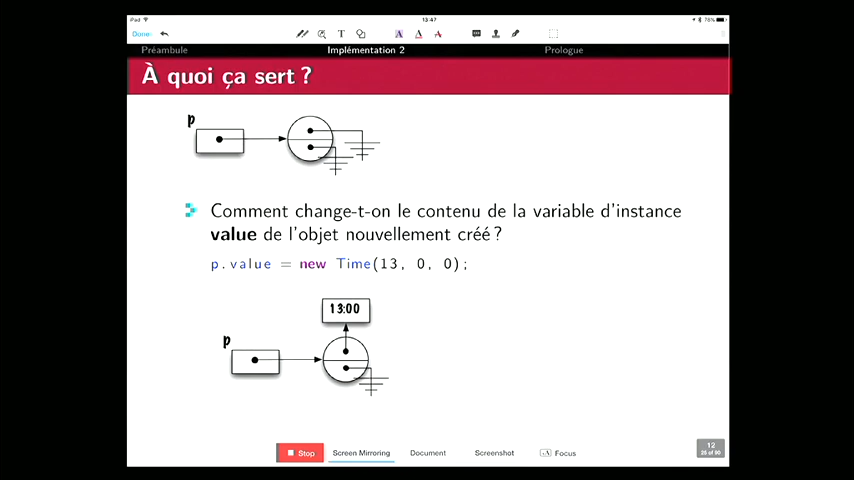 iPad
13:47
78%
Done
T
A
A
A
Préambule
Implémentation 2
Prologue
À quoi ça sert ?
p
Comment change-t-on le contenu de la variable d'instance
value de l'objet nouvellement créé ?
p.value = new Time(13, 0, 0);
13:00
p
12
25 of 90
Stop
Screen Mirroring
Document
Screenshot
Focus